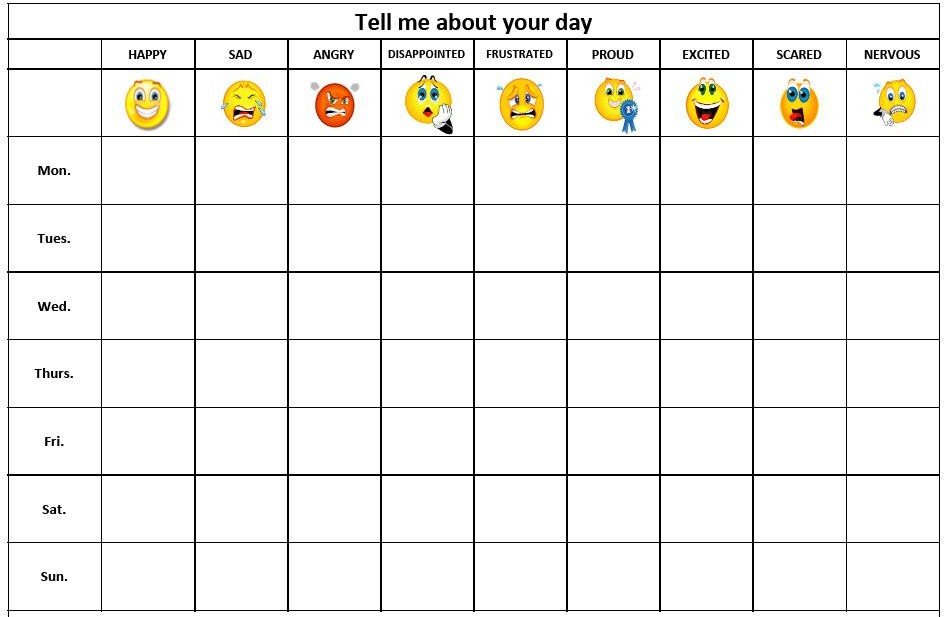 Tell me about your day
HAPPY SAD ANGRY DISAPPOINTED FRUSTRATED PROUD EXCITED SCARED NERVOUS
Mon.
Tues.
Wed.
Thurs.
Fri.
Sat.
Sun.